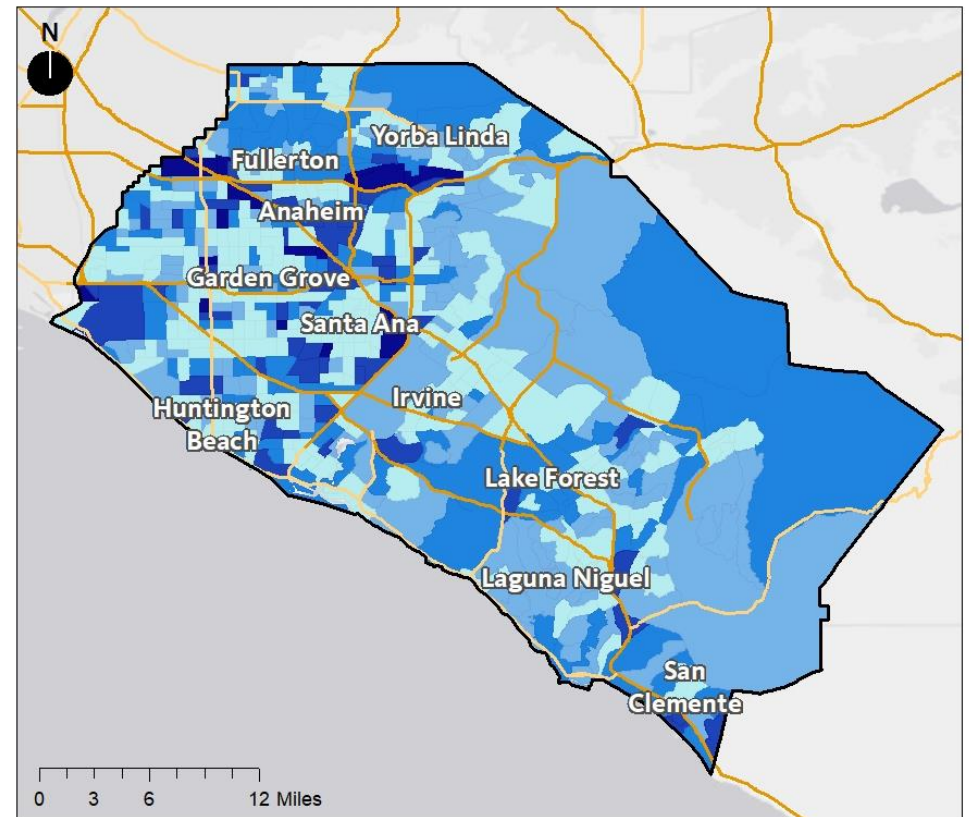 N
Yorba Linda
Fullerton
Anaheim
Garden Grove
Santa Ana
Irvine
Huntington
Beach
Lake Forest
Laguna Niguel
San
Clemente
0 3 6 12 Miles